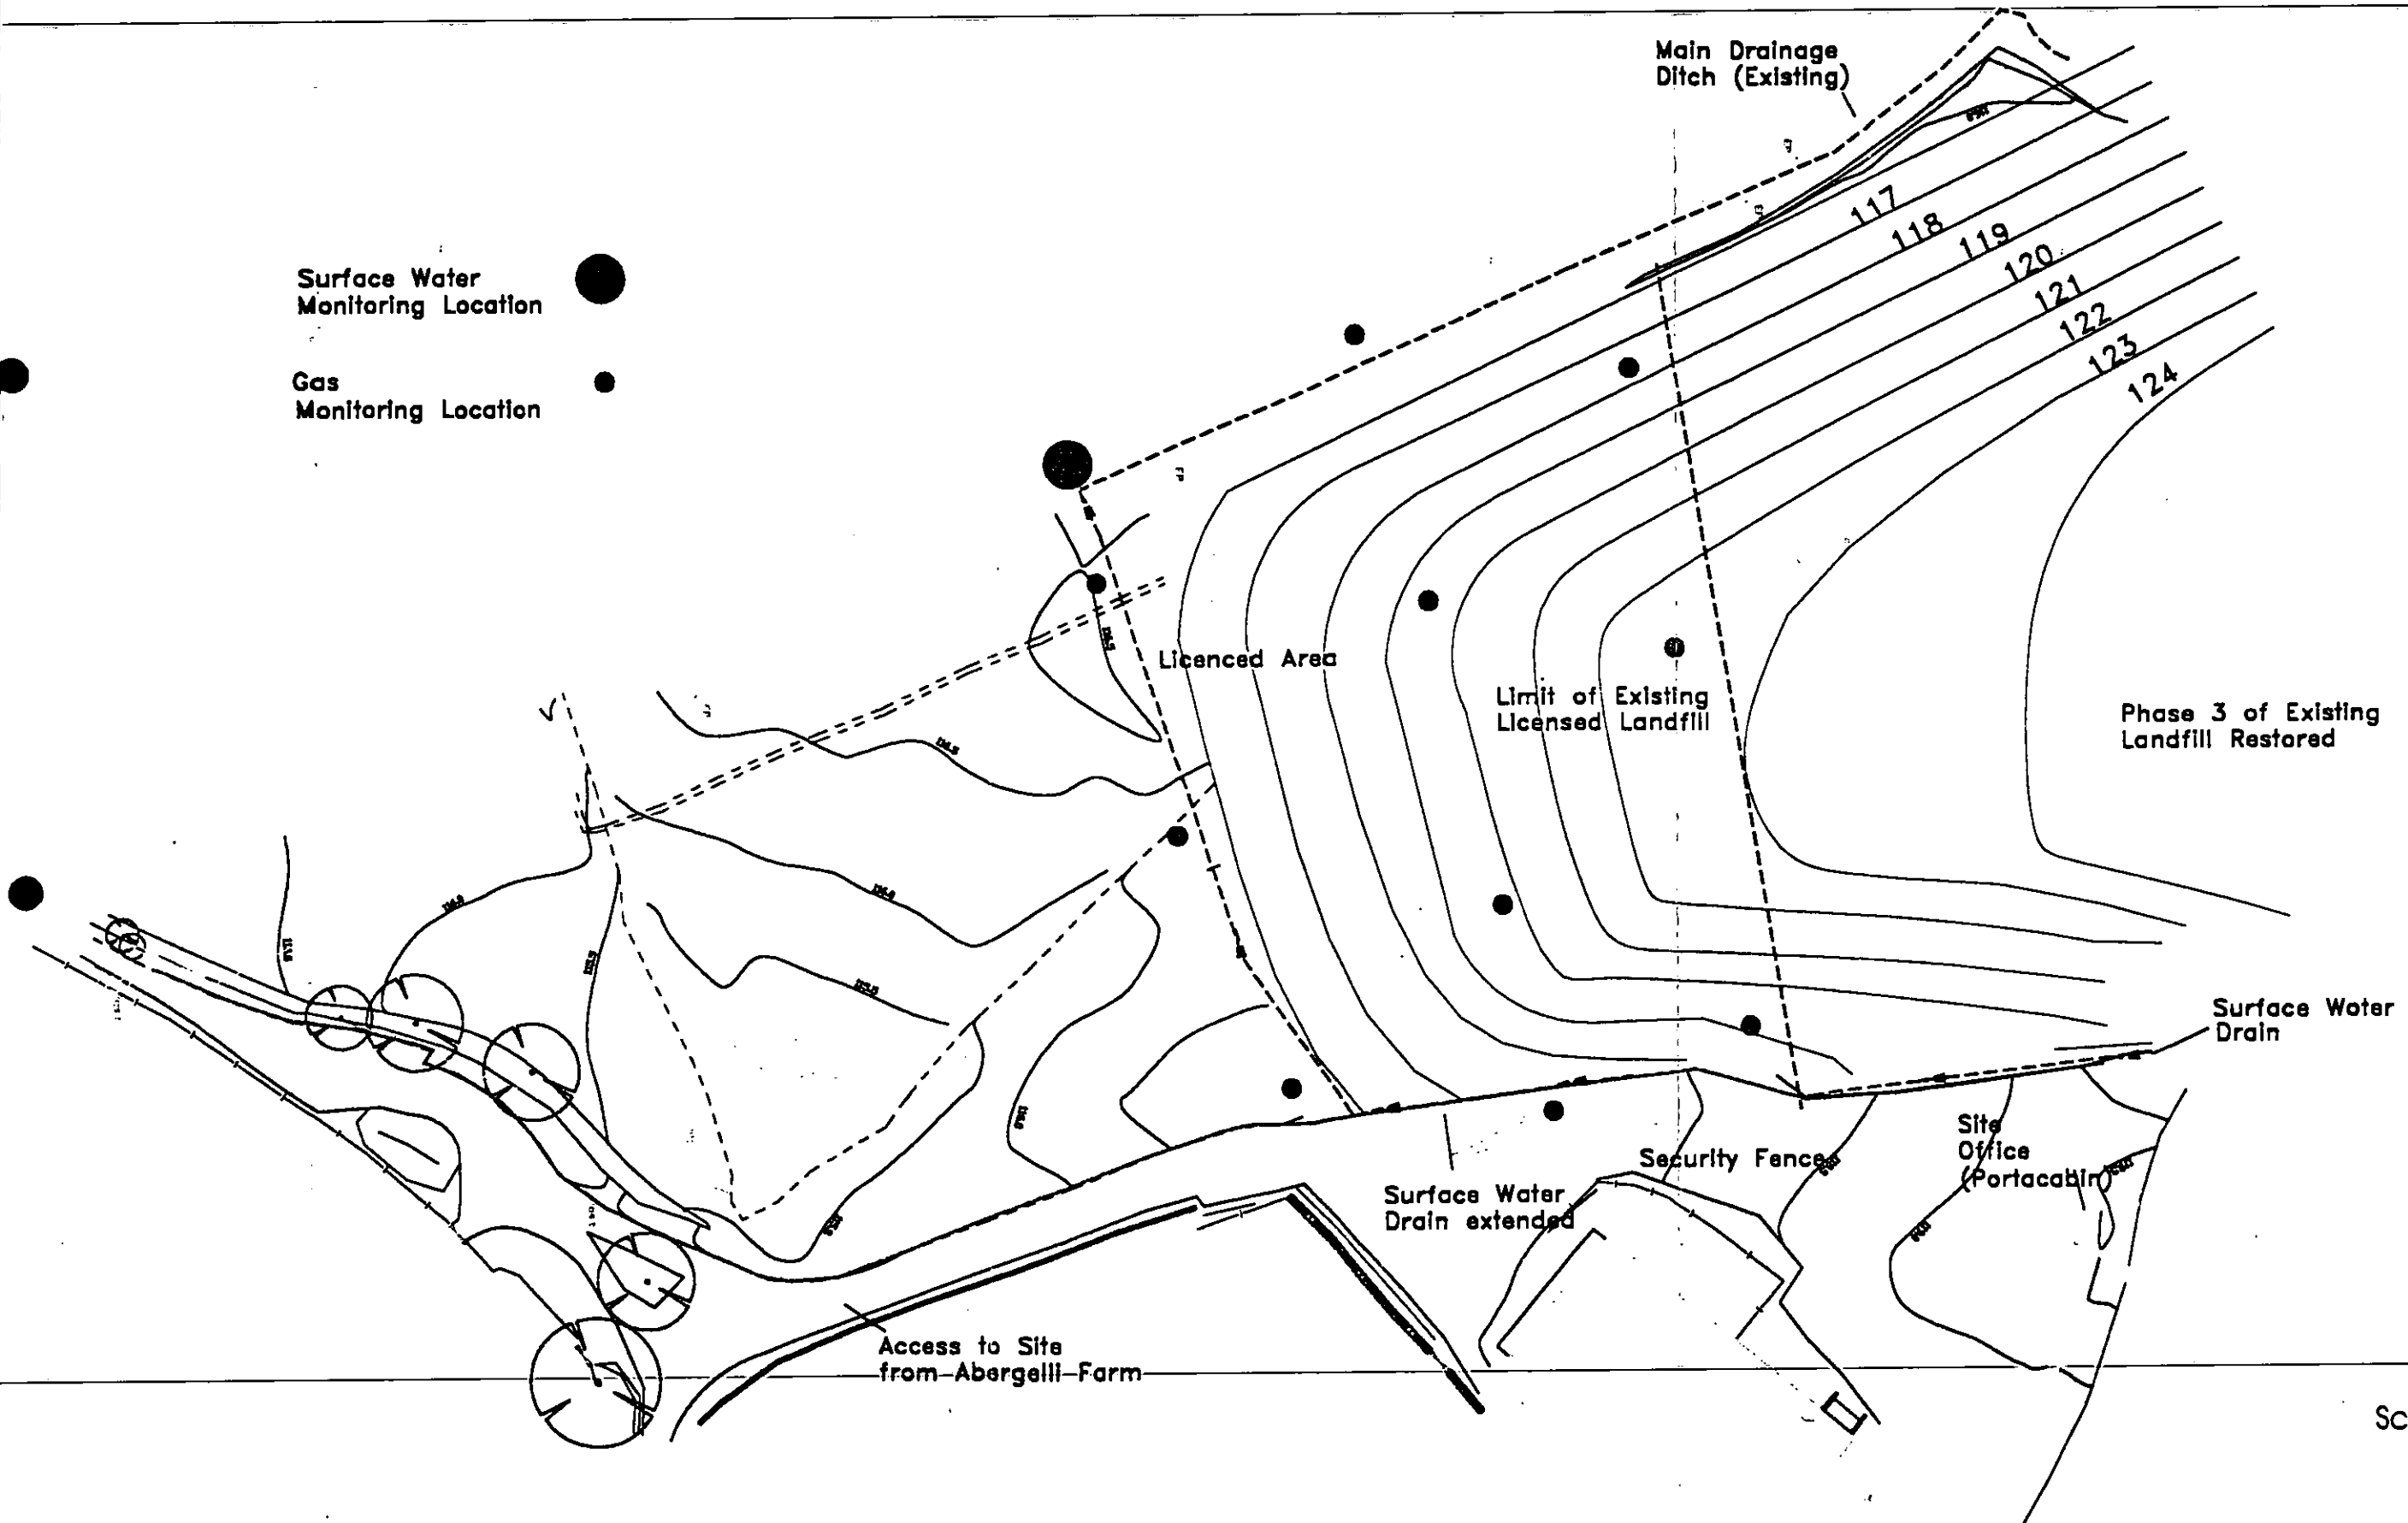 Main Drainage
Ditch (Existing)
Surface Water
Monitoring Location
Gas
Monitoring Location
117
118
119
120
121
122
123
124
Licenced Area
Limit of Existing
Licensed Landfill
Phase 3 of Existing
Landfill Restored
Surface Water
Drain
Site
Office
(Portacabin)
Security Fence
Surface Water
Drain extended
Access to Site
from Abergelli Farm
Sc